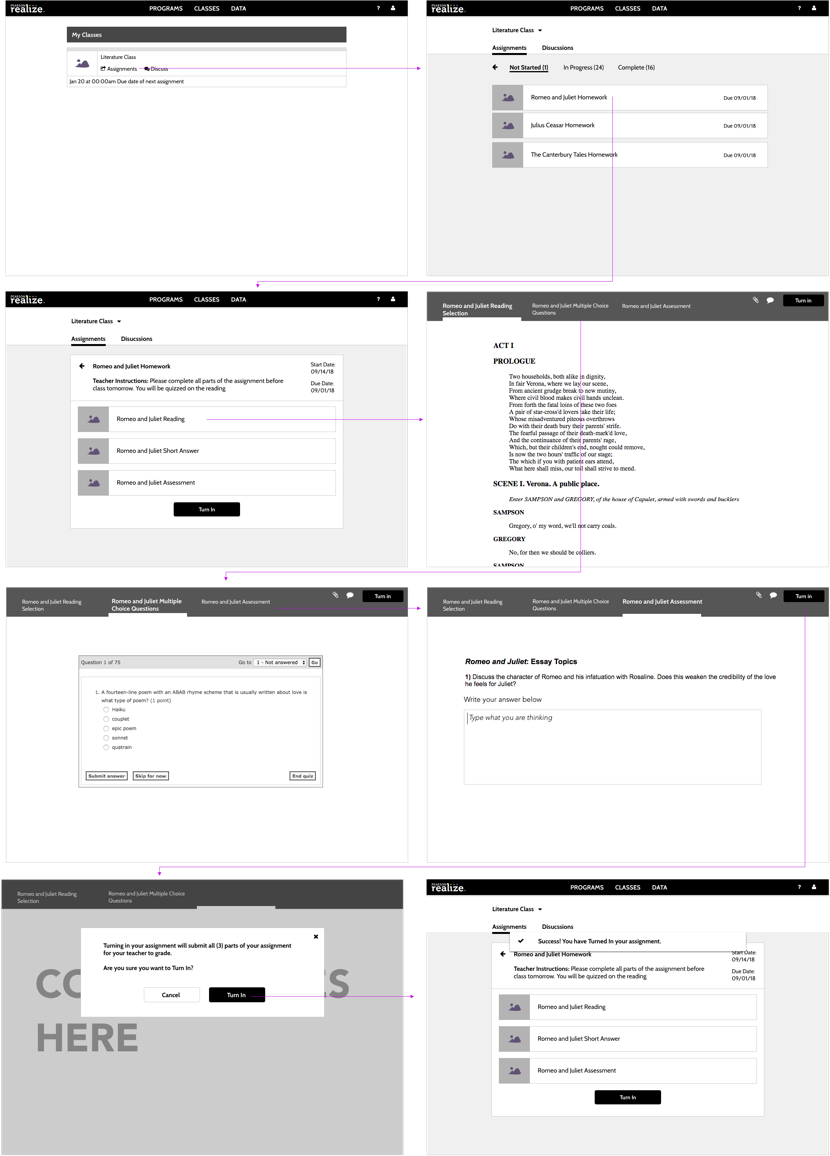 PEARSON
realize.
PROGRAMS CLASSES DATA
?
My Classes
Literature Class
Assignments Discuss
Jan 20 at 00:00am Due date of next assignment
PEARSON
realize.
PROGRAMS CLASSES DATA
?
Literature Class
Assignments Disucssions
Not Started (1) In Progress (24) Complete (16)
Romeo and Juliet Homework Due 09/01/18
Julius Ceasar Homework Due 09/01/18
The Canterbury Tales Homework Due 09/01/18
PEARSON
realize.
PROGRAMS CLASSES DATA
?
Literature Class
Assignments Disucssions
Romeo and Juliet Homework
Start Date:
09/14/18
Teacher Instructions: Please complete all parts of the assignment before
class tomorrow. You will be quizzed on the reading
Due Date:
09/01/18
Romeo and Juliet Reading
Romeo and Juliet Short Answer
Romeo and Juliet Assessment
Turn In
Romeo and Juliet Reading
Selection
Romeo and Juliet Multiple Choice
Questions
Romeo and Juliet Assessment
Turn in
ACT I
PROLOGUE
Two households, both alike in dignity,
In fair Verona, where we lay our scene,
From ancient grudge break to new mutiny,
Where civil blood makes civil hands unclean.
From forth the fatal loins of these two foes
A pair of star-cross'd lovers take their life;
Whose misadventured piteous overthrows
Do with their death bury their parents' strife.
The fearful passage of their death-mark'd love,
And the continuance of their parents' rage,
Which, but their children's end, nought could remove,
Is now the two hours' traffic of our stage;
The which if you with patient ears attend,
What here shall miss, our toil shall strive to mend.
SCENE I. Verona. A public place.
Enter SAMPSON and GREGORY, of the house of Capulet, armed with swords and bucklers
SAMPSON
Gregory, o' my word, we'll not carry coals.
GREGORY
No, for then we should be colliers.
SAMPSON
Romeo and Juliet Reading
Selection
Romeo and Juliet Multiple
Choice Questions
Romeo and Juliet Assessment
Turn in
Question 1 of 75 Go to: 1 - Not answered Go
1. A fourteen-line poem with an ABAB rhyme scheme that is usually written about love is
what type of poem? (1 point)
Haiku
couplet
epic poem
sonnet
quatrain
Submit answer Skip for now End quiz
Romeo and Juliet Reading
Selection
Romeo and Juliet Multiple Choice
Questions
Romeo and Juliet Assessment
Turn in
Romeo and Juliet: Essay Topics
1) Discuss the character of Romeo and his infatuation with Rosaline. Does this weaken the credibility of the love
he feels for Juliet?
Write your answer below
Type what you are thinking
Romeo and Juliet Reading
Selection
Romeo and Juliet Multiple Choice
Questions
Turning in your assignment will submit all (3) parts of your assignment
for your teacher to grade.
Are you sure you want to Turn In?
Cancel Turn In
HERE
PEARSON
realize.
PROGRAMS CLASSES DATA
?
Literature Class
Assignments Disucssions
Success! You have Turned In your assignment.
Romeo and Juliet Homework
Start Date:
09/14/18
Teacher Instructions: Please complete all parts of the assignment before
class tomorrow. You will be quizzed on the reading
Due Date:
09/01/18
Romeo and Juliet Reading
Romeo and Juliet Short Answer
Romeo and Juliet Assessment
Turn In